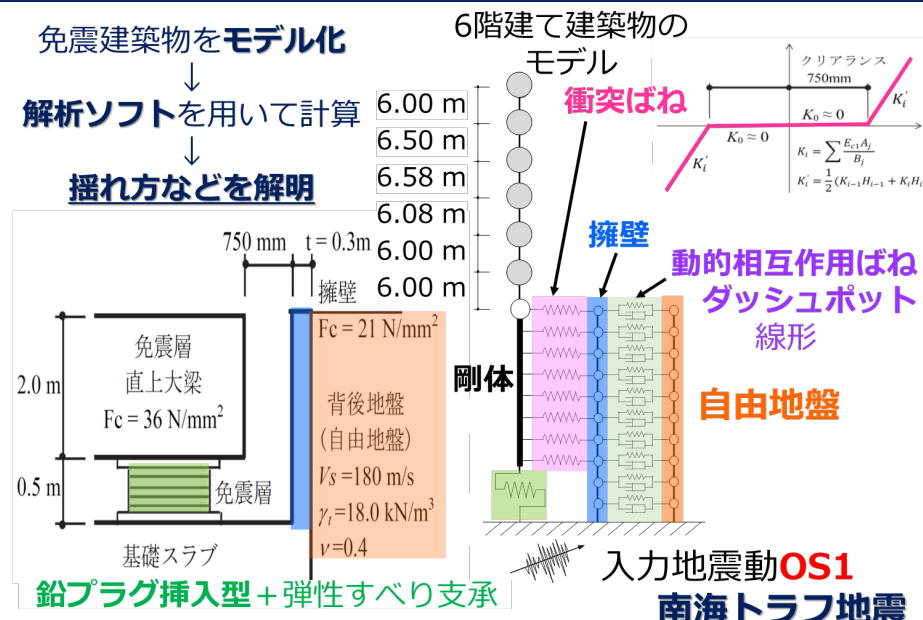 免震建築物をモデル化
↓
解析ソフトを用いて計算
↓
揺れ方などを解明
6階建て建築物の
モデル
6.00 m
6.50 m
6.58 m
6.08 m
6.00 m
6.00 m
衝突ばね
クリアランス
750mm
K₀ ≈ 0
K₀ ≈ 0
K'ᵢ
K'ᵢ
Kᵢ = ∑ E꜀₁Aⱼ / Bⱼ
K'ᵢ = 1/2 (Kᵢ₋₁Hᵢ₋₁ + KᵢHᵢ
擁壁
動的相互作用ばね
ダッシュポット
線形
剛体
自由地盤
750 mm
t = 0.3m
擁壁
Fc = 21 N/mm²
2.0 m
免震層
直上大梁
Fc = 36 N/mm²
背後地盤
(自由地盤)
Vs =180 m/s
γₜ=18.0 kN/m³
ν=0.4
0.5 m
免震層
基礎スラブ
鉛プラグ挿入型+弾性すべり支承
入力地震動OS1
南海トラフ地震